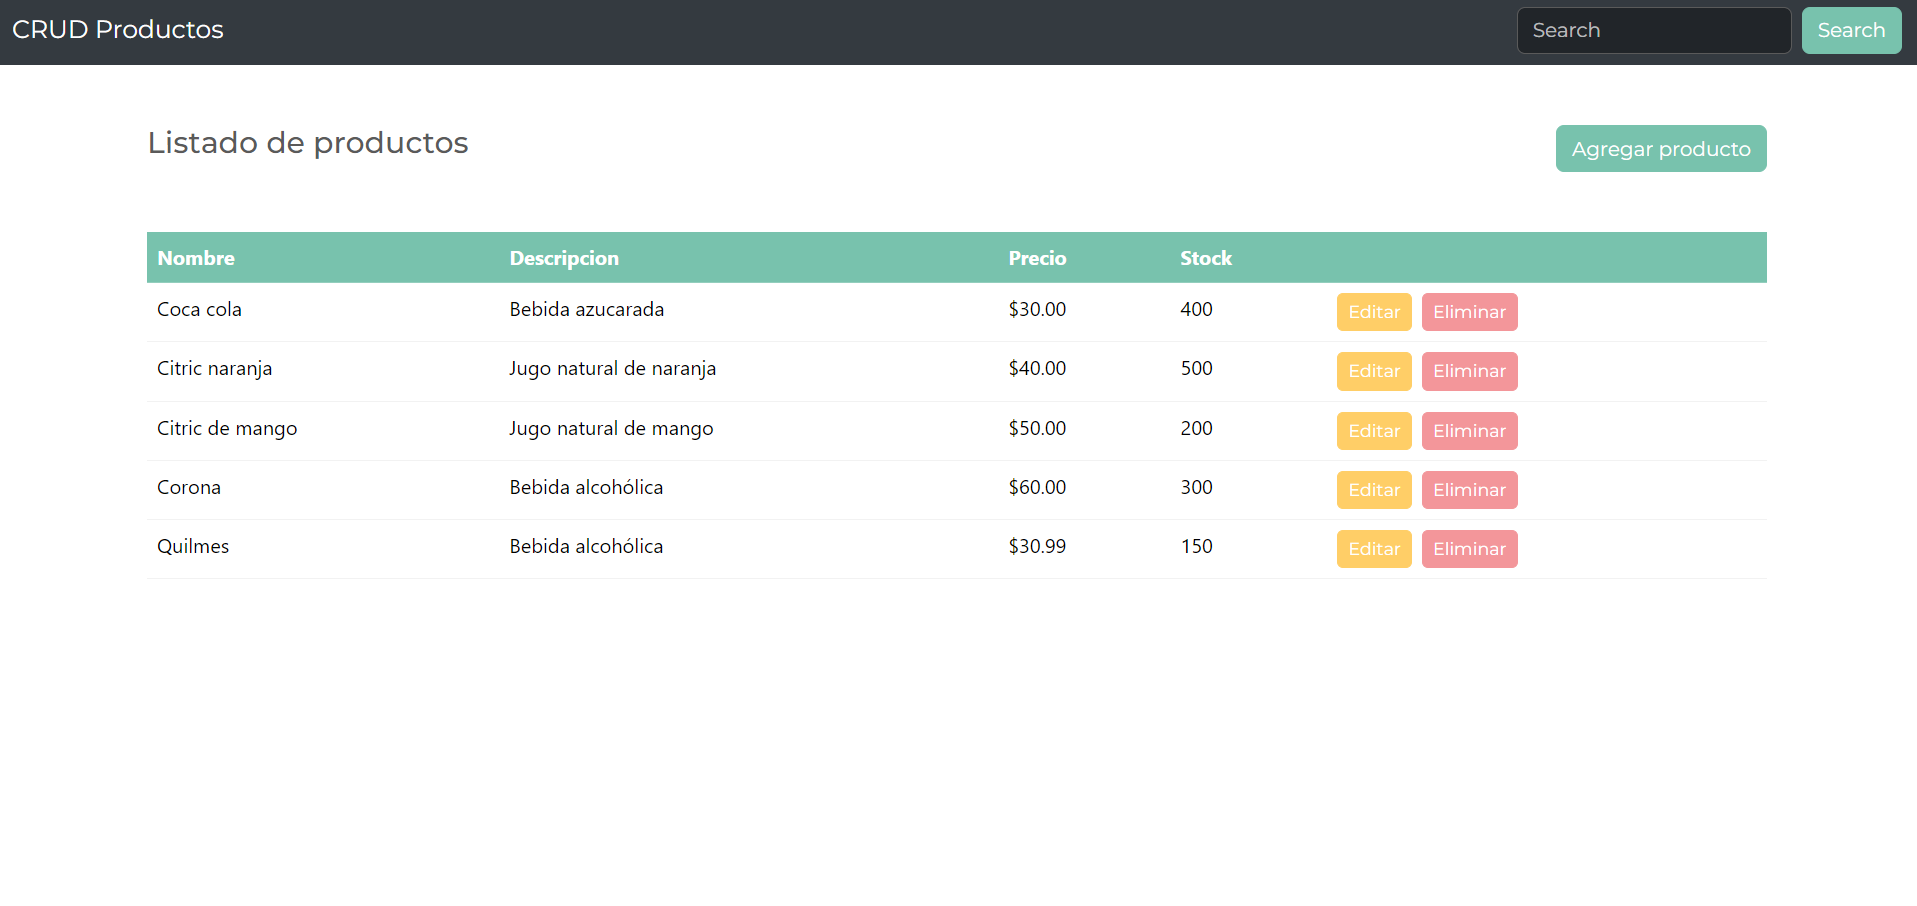 CRUD Productos Search Search
Listado de productos Agregar producto
Nombre Descripcion Precio Stock
Coca cola Bebida azucarada $30.00 400 Editar Eliminar
Citric naranja Jugo natural de naranja $40.00 500 Editar Eliminar
Citric de mango Jugo natural de mango $50.00 200 Editar Eliminar
Corona Bebida alcohólica $60.00 300 Editar Eliminar
Quilmes Bebida alcohólica $30.99 150 Editar Eliminar